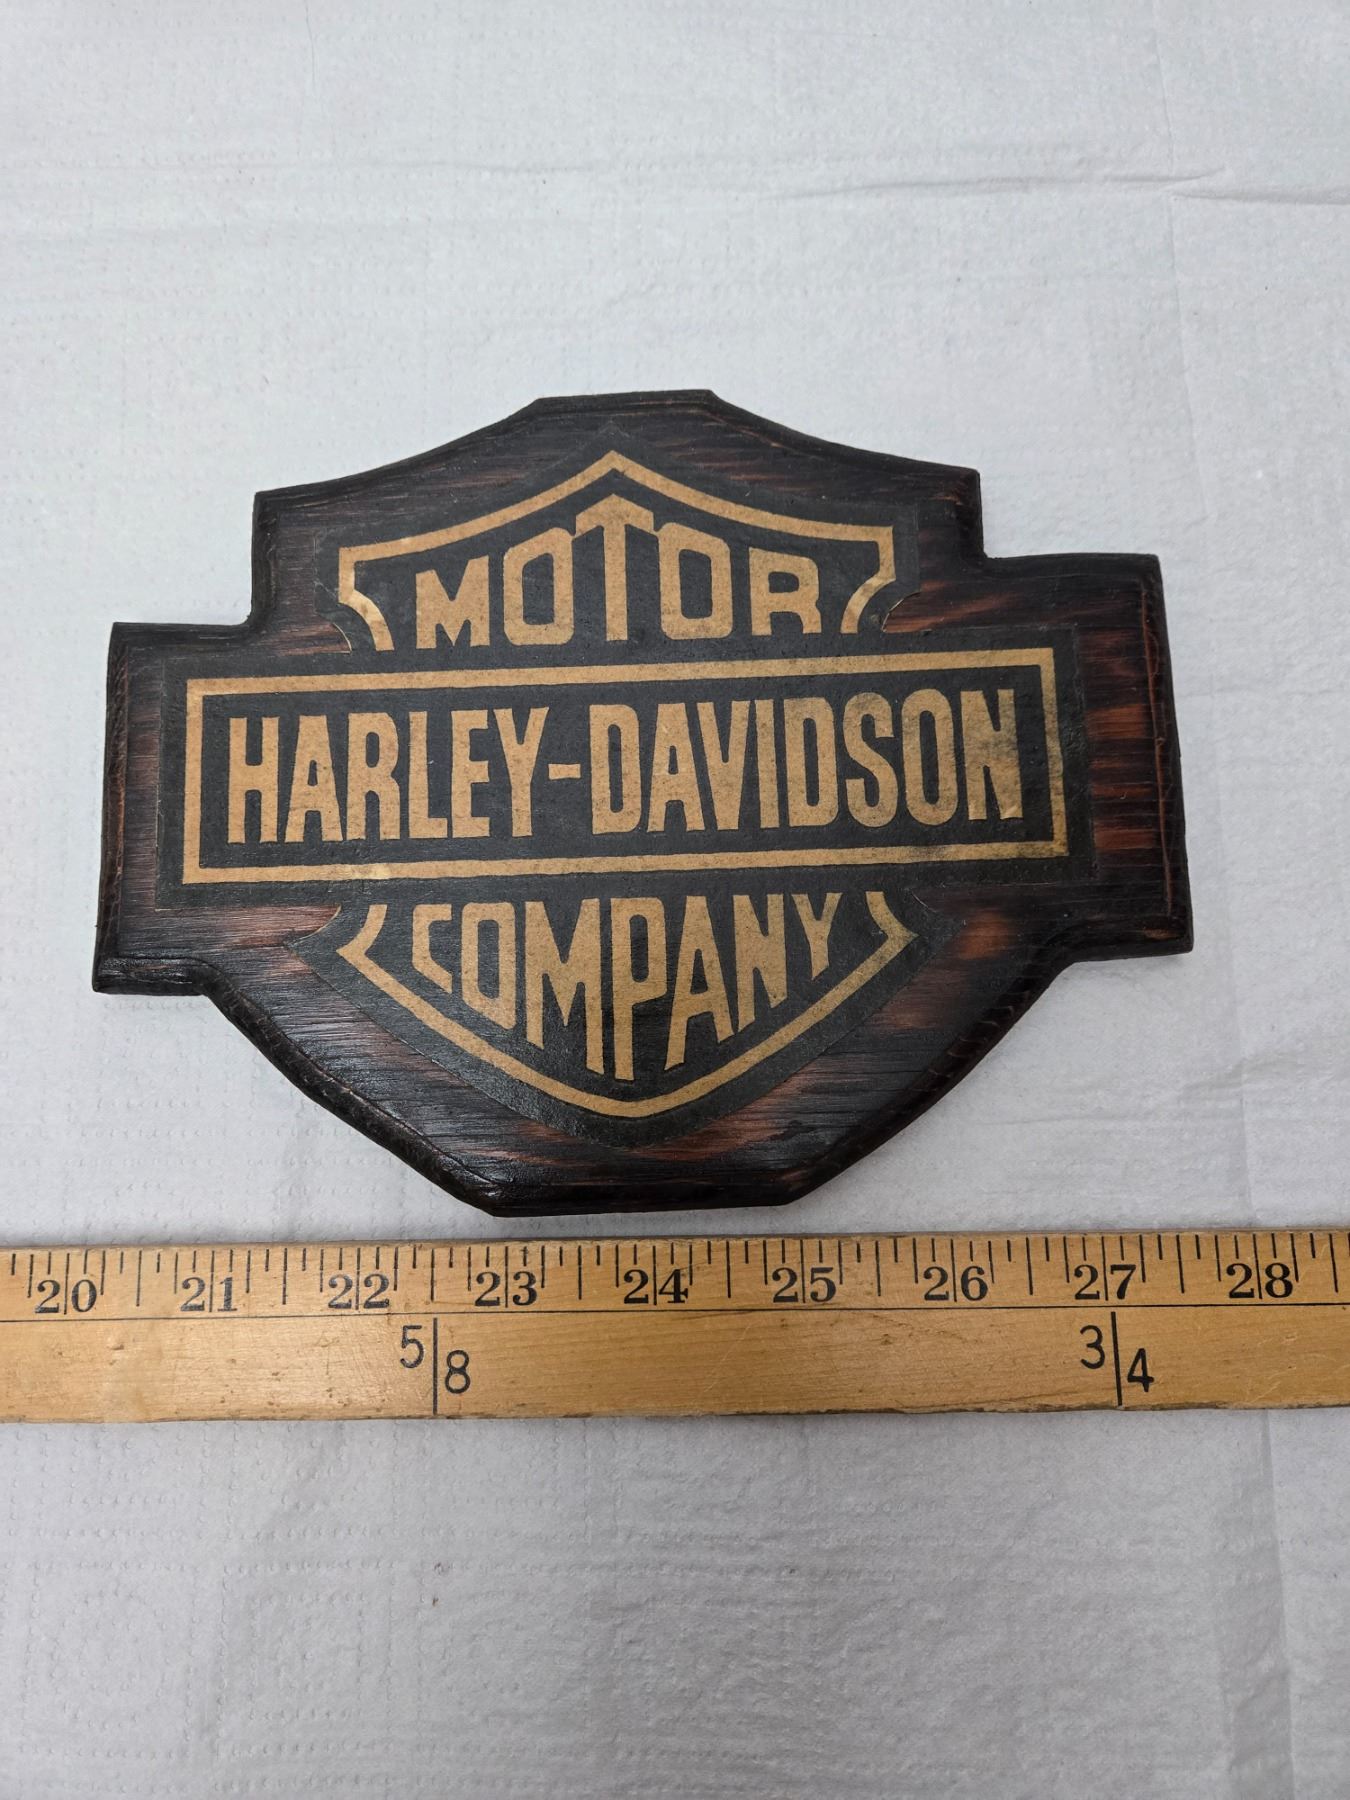 MOTOR
HARLEY-DAVIDSON
COMPANY
20 21 22 23 24 25 26 27 28
5 8 3 4